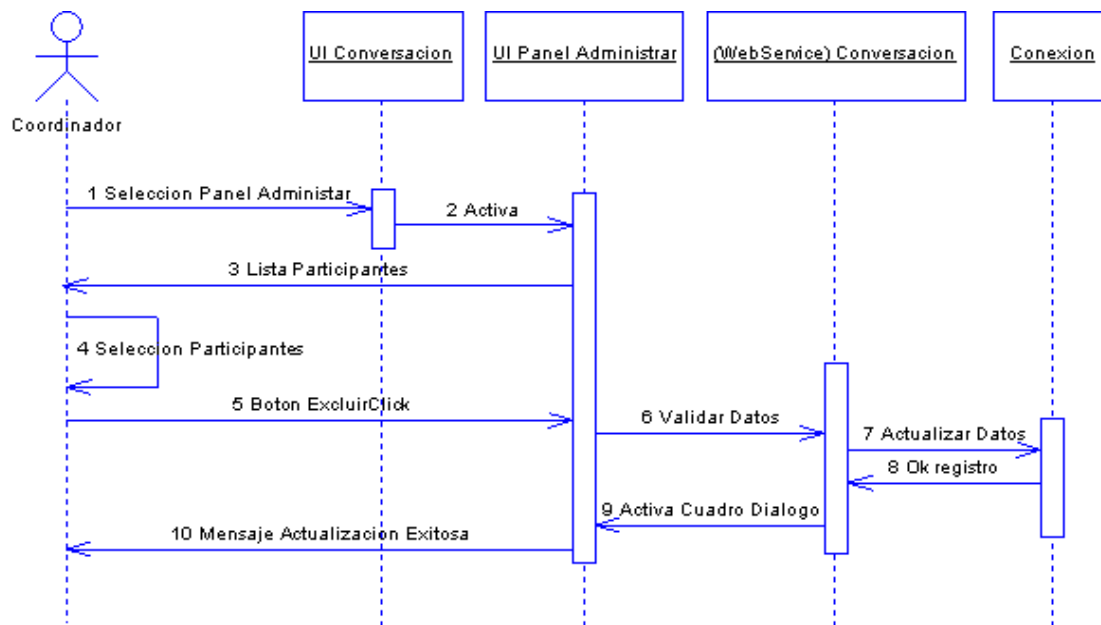 UI Conversacion
UI Panel Administrar
(WebService) Conversacion
Conexion
Coordinador
1 Seleccion Panel Administar
2 Activa
3 Lista Participantes
4 Seleccion Participantes
5 Boton ExcluirClick
6 Validar Datos
7 Actualizar Datos
8 Ok registro
9 Activa Cuadro Dialogo
10 Mensaje Actualizacion Exitosa